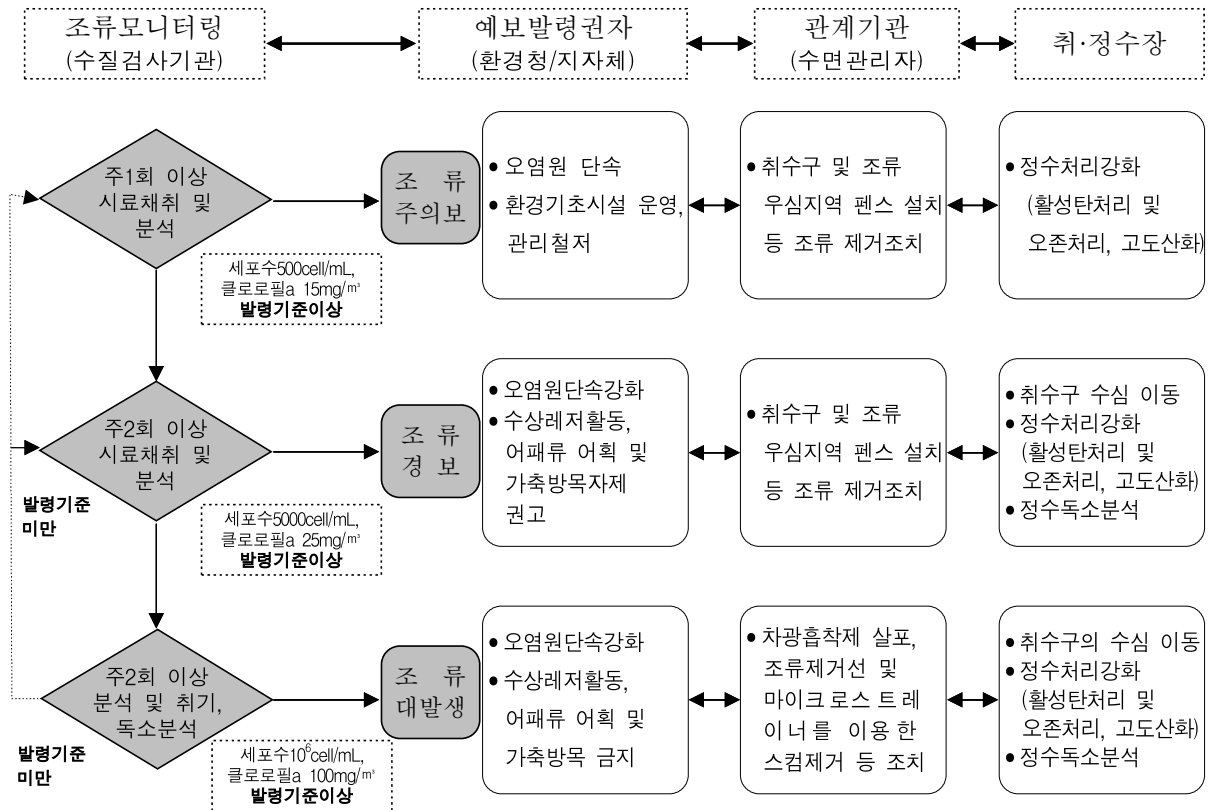 조류모니터링
(수질검사기관)
예보발령권자
(환경청/지자체)
관계기관
(수면관리자)
취·정수장
주1회 이상
시료채취 및
분석
조 류
주의보
• 오염원 단속
• 환경기초시설 운영,
관리철저
• 취수구 및 조류
우심지역 펜스 설치
등 조류 제거조치
• 정수처리강화
(활성탄처리 및
오존처리, 고도산화)
세포수500cell/mL,
클로로필a 15mg/㎥
발령기준이상
주2회 이상
시료채취 및
분석
조 류
경 보
• 오염원단속강화
• 수상레저활동,
어패류 어획 및
가축방목자제
권고
• 취수구 및 조류
우심지역 펜스 설치
등 조류 제거조치
• 취수구 수심 이동
• 정수처리강화
(활성탄처리 및
오존처리, 고도산화)
• 정수독소분석
발령기준
미만
세포수5000cell/mL,
클로로필a 25mg/㎥
발령기준이상
주2회 이상
분석 및 취기,
독소분석
조 류
대발생
• 오염원단속강화
• 수상레저활동,
어패류 어획 및
가축방목 금지
• 차광흡착제 살포,
조류제거선 및
마이크로스트레
이너를 이용한
스컴제거 등 조치
• 취수구의 수심 이동
• 정수처리강화
(활성탄처리 및
오존처리, 고도산화)
• 정수독소분석
발령기준
미만
세포수10⁶cell/mL,
클로로필a 100mg/㎥
발령기준이상